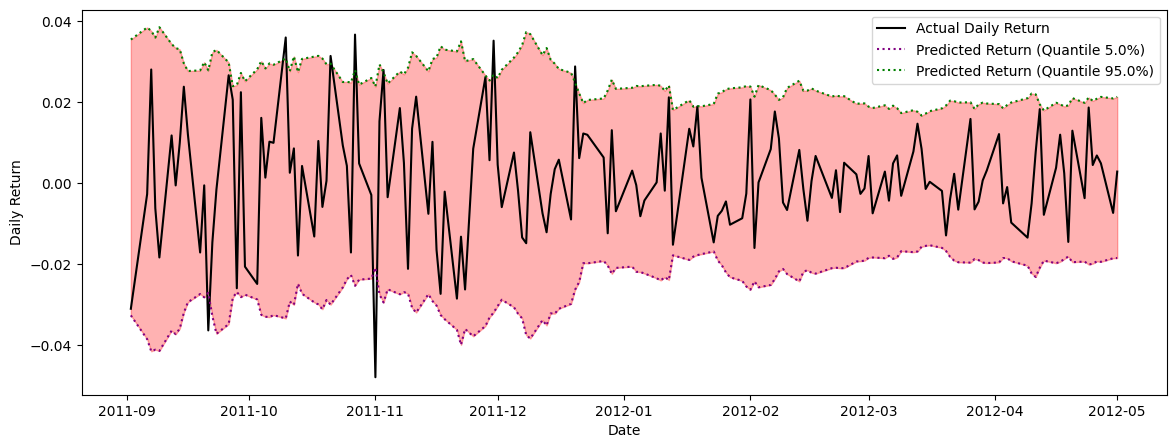 0.04
0.02
0.00
−0.02
−0.04
Daily Return
Actual Daily Return
Predicted Return (Quantile 5.0%)
Predicted Return (Quantile 95.0%)
2011-09 2011-10 2011-11 2011-12 2012-01 2012-02 2012-03 2012-04 2012-05
Date